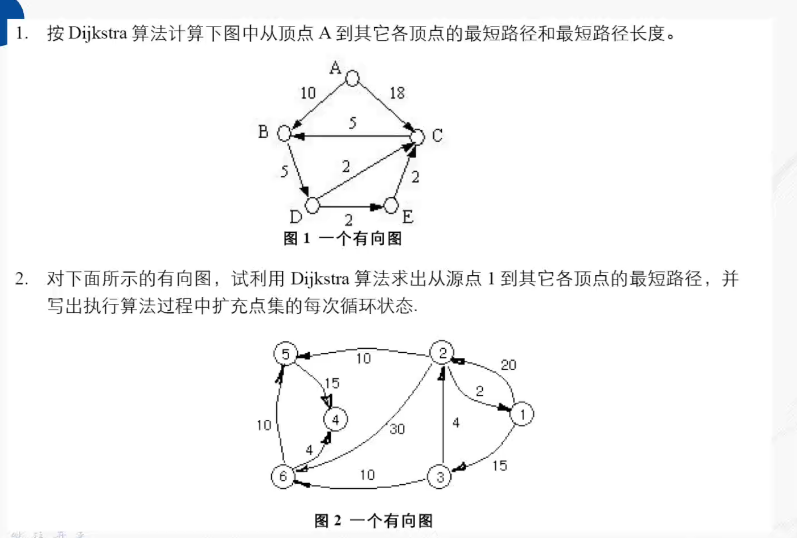 1. 按 Dijkstra 算法计算下图中从顶点 A 到其它各顶点的最短路径和最短路径长度。
A
10 18
B 5 C
5 2 2
D 2 E
图 1 一个有向图
2. 对下面所示的有向图，试利用 Dijkstra 算法求出从源点 1 到其它各顶点的最短路径，并
写出执行算法过程中扩充点集的每次循环状态.
5 10 2 20
15 2
10 4 30 4 1
4
6 10 3 15
图 2 一个有向图